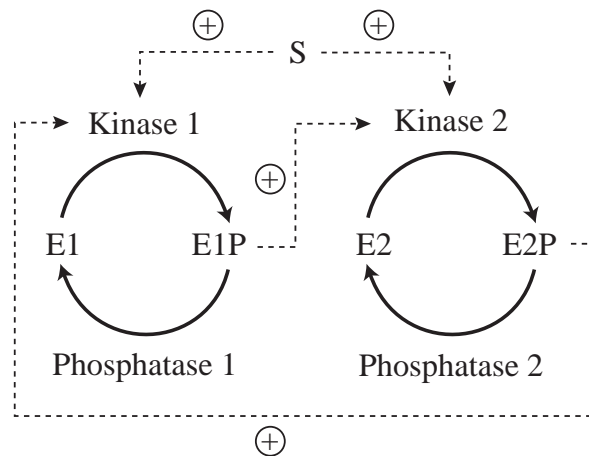 + +
S
Kinase 1 Kinase 2
+
E1 E1P E2 E2P
Phosphatase 1 Phosphatase 2
+